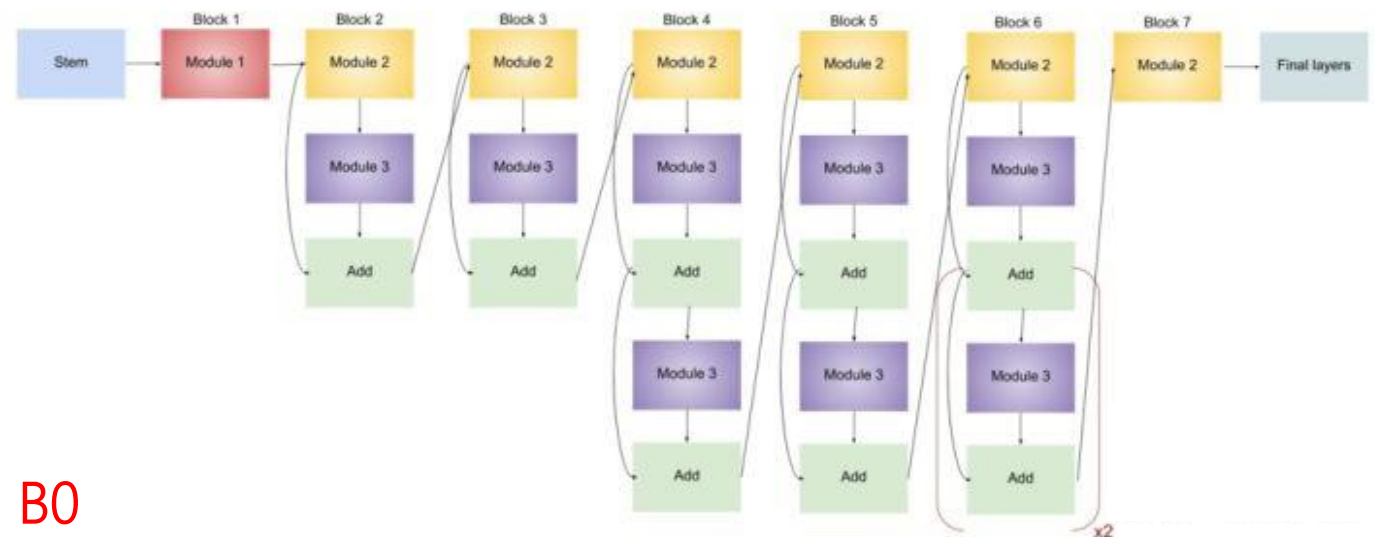 Block 1
Block 2
Block 3
Block 4
Block 5
Block 6
Block 7
Stem
Module 1
Module 2
Module 2
Module 2
Module 2
Module 2
Module 2
Final layers
Module 3
Module 3
Module 3
Module 3
Module 3
Add
Add
Add
Add
Add
Module 3
Module 3
Module 3
Add
Add
Add
B0
x2